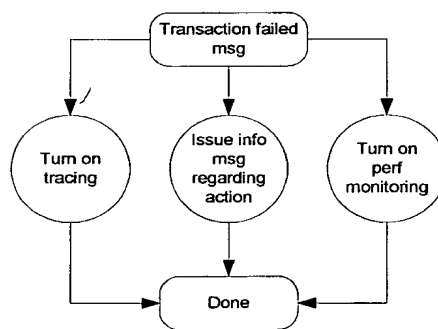 Transaction failed
msg
Turn on
tracing
Issue info
msg
regarding
action
Turn on
perf
monitoring
Done